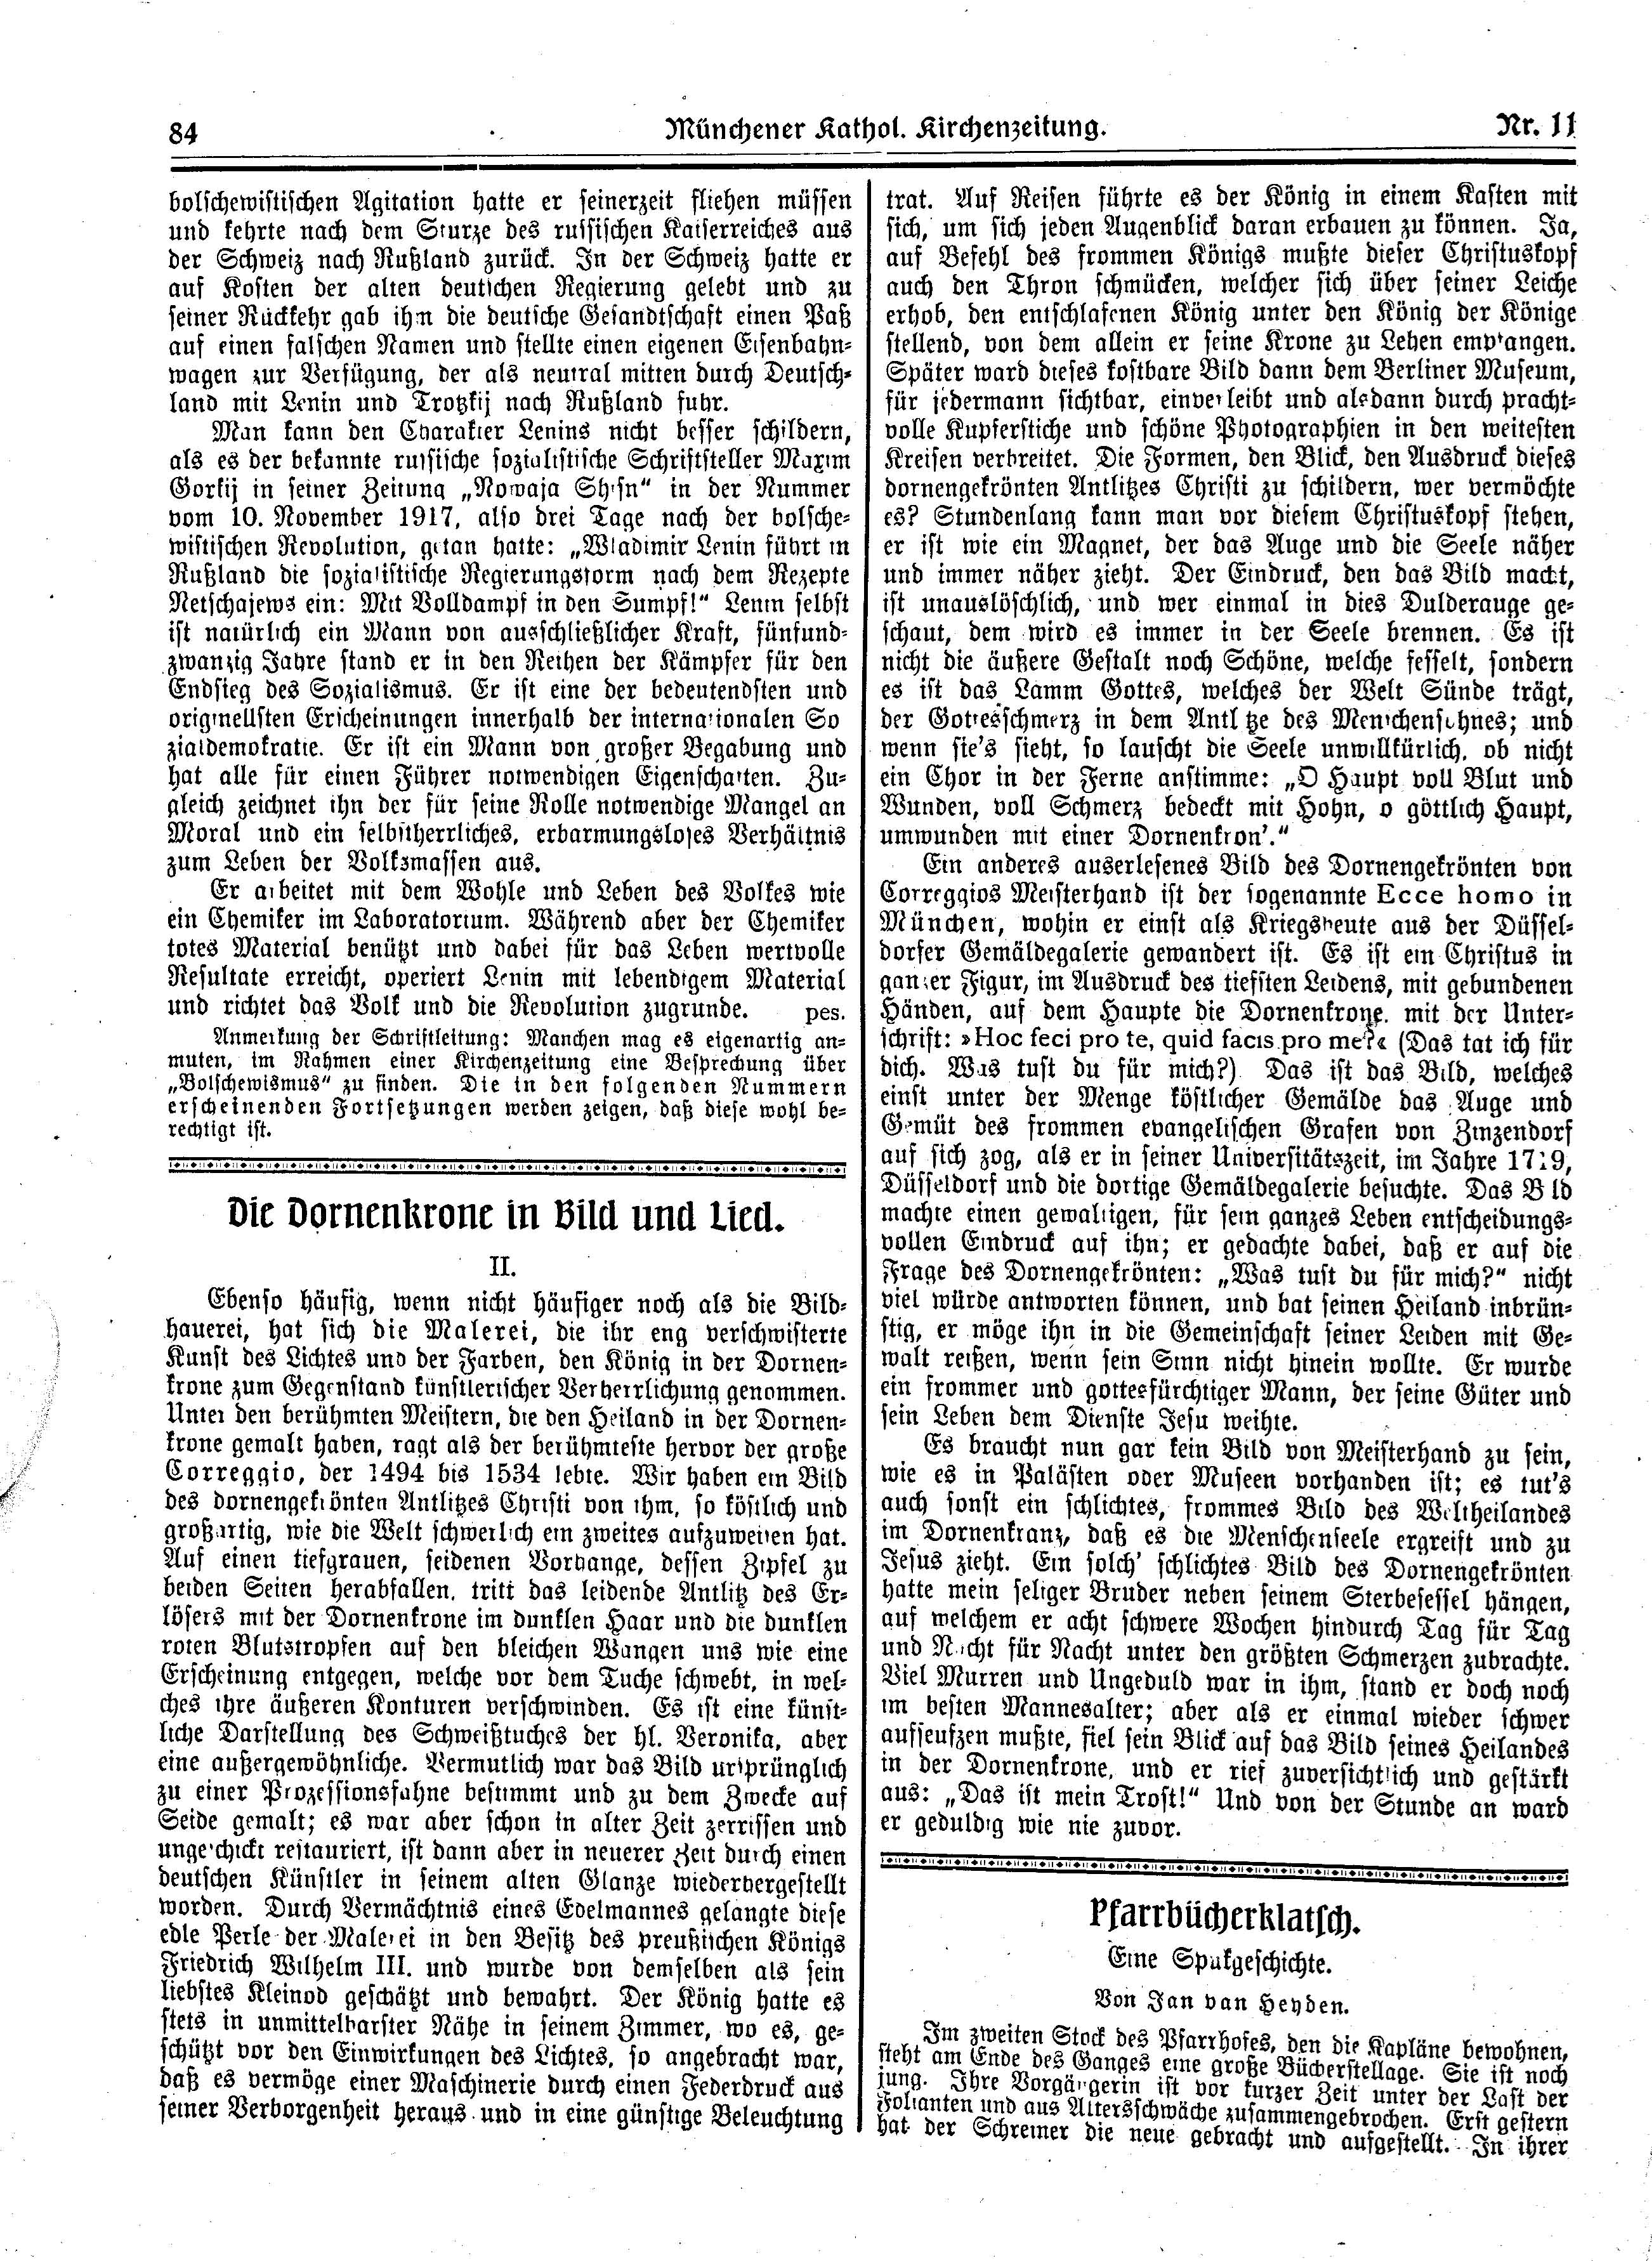 84
Münchener Kathol. Kirchenzeitung.
Nr. 11
bolschewistischen Agitation hatte er seinerzeit fliehen müssen
und kehrte nach dem Sturze des russischen Kaiserreiches aus
der Schweiz nach Rußland zurück. In der Schweiz hatte er
auf Kosten der alten deutschen Regierung gelebt und zu
seiner Rückkehr gab ihm die deutsche Gesandtschaft einen Paß
auf einen falschen Namen und stellte einen eigenen Eisenbahn-
wagen zur Verfügung, der als neutral mitten durch Deutsch-
land mit Lenin und Trotzkij nach Rußland fuhr.
Man kann den Charakter Lenins nicht besser schildern,
als es der bekannte russische sozialistische Schriftsteller Maxim
Gorkij in seiner Zeitung „Nowaja Shisn“ in der Nummer
vom 10. November 1917, also drei Tage nach der bolsche-
wistischen Revolution, getan hatte: „Wladimir Lenin führt in
Rußland die sozialistische Regierungsform nach dem Rezepte
Netschajews ein: Mit Volldampf in den Sumpf!“ Lenin selbst
ist natürlich ein Mann von ausschließlicher Kraft, fünfund-
zwanzig Jahre stand er in den Reihen der Kämpfer für den
Endsieg des Sozialismus. Er ist eine der bedeutendsten und
originellsten Erscheinungen innerhalb der internationalen So
zialdemokratie. Er ist ein Mann von großer Begabung und
hat alle für einen Führer notwendigen Eigenschaften. Zu-
gleich zeichnet ihn der für seine Rolle notwendige Mangel an
Moral und ein selbstherrliches, erbarmungsloses Verhältnis
zum Leben der Volksmassen aus.
Er arbeitet mit dem Wohle und Leben des Volkes wie
ein Chemiker im Laboratorium. Während aber der Chemiker
totes Material benützt und dabei für das Leben wertvolle
Resultate erreicht, operiert Lenin mit lebendigem Material
und richtet das Volk und die Revolution zugrunde. pes.
Anmerkung der Schriftleitung: Manchen mag es eigenartig an-
muten, im Rahmen einer Kirchenzeitung eine Besprechung über
„Bolschewismus“ zu finden. Die in den folgenden Nummern
erscheinenden Fortsetzungen werden zeigen, daß diese wohl be-
rechtigt ist.
Die Dornenkrone in Bild und Lied.
II.
Ebenso häufig, wenn nicht häufiger noch als die Bild-
hauerei, hat sich die Malerei, die ihr eng verschwisterte
Kunst des Lichtes und der Farben, den König in der Dornen-
krone zum Gegenstand künstlerischer Verherrlichung genommen.
Unter den berühmten Meistern, die den Heiland in der Dornen-
krone gemalt haben, ragt als der berühmteste hervor der große
Correggio, der 1494 bis 1534 lebte. Wir haben ein Bild
des dornengekrönten Antlitzes Christi von ihm, so köstlich und
großartig, wie die Welt schwerlich ein zweites aufzuweisen hat.
Auf einen tiefgrauen, seidenen Vorhange, dessen Zipfel zu
beiden Seiten herabfallen, tritt das leidende Antlitz des Er-
lösers mit der Dornenkrone im dunklen Haar und die dunklen
roten Blutstropfen auf den bleichen Wangen uns wie eine
Erscheinung entgegen, welche vor dem Tuche schwebt, in wel-
ches ihre äußeren Konturen verschwinden. Es ist eine künst-
liche Darstellung des Schweißtuches der hl. Veronika, aber
eine außergewöhnliche. Vermutlich war das Bild ursprünglich
zu einer Prozessionsfahne bestimmt und zu dem Zwecke auf
Seide gemalt; es war aber schon in alter Zeit zerrissen und
ungeschickt restauriert, ist dann aber in neuerer Zeit durch einen
deutschen Künstler in seinem alten Glanze wiederhergestellt
worden. Durch Vermächtnis eines Edelmannes gelangte diese
edle Perle der Malerei in den Besitz des preußischen Königs
Friedrich Wilhelm III. und wurde von demselben als sein
liebstes Kleinod geschätzt und bewahrt. Der König hatte es
stets in unmittelbarster Nähe in seinem Zimmer, wo es, ge-
schützt vor den Einwirkungen des Lichtes, so angebracht war,
daß es vermöge einer Maschinerie durch einen Federdruck aus
seiner Verborgenheit heraus und in eine günstige Beleuchtung
trat. Auf Reisen führte es der König in einem Kasten mit
sich, um sich jeden Augenblick daran erbauen zu können. Ja,
auf Befehl des frommen Königs mußte dieser Christuskopf
auch den Thron schmücken, welcher sich über seiner Leiche
erhob, den entschlafenen König unter den König der Könige
stellend, von dem allein er seine Krone zu Lehen empfangen.
Später ward dieses kostbare Bild dann dem Berliner Museum,
für jedermann sichtbar, einverleibt und alsdann durch pracht-
volle Kupferstiche und schöne Photographien in den weitesten
Kreisen verbreitet. Die Formen, den Blick, den Ausdruck dieses
dornengekrönten Antlitzes Christi zu schildern, wer vermöchte
es? Stundenlang kann man vor diesem Christuskopf stehen,
er ist wie ein Magnet, der das Auge und die Seele näher
und immer näher zieht. Der Eindruck, den das Bild macht,
ist unauslöschlich, und wer einmal in dies Dulderauge ge-
schaut, dem wird es immer in der Seele brennen. Es ist
nicht die äußere Gestalt noch Schöne, welche fesselt, sondern
es ist das Lamm Gottes, welches der Welt Sünde trägt,
der Gottesschmerz in dem Antlitze des Menschensohnes; und
wenn sie's sieht, so lauscht die Seele unwillkürlich, ob nicht
ein Chor in der Ferne anstimme: „O Haupt voll Blut und
Wunden, voll Schmerz bedeckt mit Hohn, o göttlich Haupt,
umwunden mit einer Dornenkron'.“
Ein anderes auserlesenes Bild des Dornengekrönten von
Correggios Meisterhand ist der sogenannte Ecce homo in
München, wohin er einst als Kriegsbeute aus der Düssel-
dorfer Gemäldegalerie gewandert ist. Es ist ein Christus in
ganzer Figur, im Ausdruck des tiefsten Leidens, mit gebundenen
Händen, auf dem Haupte die Dornenkrone, mit der Unter-
schrift: »Hoc feci pro te, quid facis pro me?« (Das tat ich für
dich. Was tust du für mich?) Das ist das Bild, welches
einst unter der Menge köstlicher Gemälde das Auge und
Gemüt des frommen evangelischen Grafen von Zinzendorf
auf sich zog, als er in seiner Universitätszeit, im Jahre 1719,
Düsseldorf und die dortige Gemäldegalerie besuchte. Das Bild
machte einen gewaltigen, für sein ganzes Leben entscheidungs-
vollen Eindruck auf ihn; er gedachte dabei, daß er auf die
Frage des Dornengekrönten: „Was tust du für mich?“ nicht
viel würde antworten können, und bat seinen Heiland inbrün-
stig, er möge ihn in die Gemeinschaft seiner Leiden mit Ge-
walt reißen, wenn sein Sinn nicht hinein wollte. Er wurde
ein frommer und gottesfürchtiger Mann, der seine Güter und
sein Leben dem Dienste Jesu weihte.
Es braucht nun gar kein Bild von Meisterhand zu sein,
wie es in Palästen oder Museen vorhanden ist; es tut's
auch sonst ein schlichtes, frommes Bild des Weltheilandes
im Dornenkranz, daß es die Menschenseele ergreift und zu
Jesus zieht. Ein solch' schlichtes Bild des Dornengekrönten
hatte mein seliger Bruder neben seinem Sterbesessel hängen,
auf welchem er acht schwere Wochen hindurch Tag für Tag
und Nacht für Nacht unter den größten Schmerzen zubrachte.
Viel Murren und Ungeduld war in ihm, stand er doch noch
im besten Mannesalter; aber als er einmal wieder schwer
aufseufzen mußte, fiel sein Blick auf das Bild seines Heilandes
in der Dornenkrone, und er rief zuversichtlich und gestärkt
aus: „Das ist mein Trost!“ Und von der Stunde an ward
er geduldig wie nie zuvor.
Pfarrbücherklatsch.
Eine Spukgeschichte.
Von Jan van Heyden.
Im zweiten Stock des Pfarrhofes, den die Kapläne bewohnen,
steht am Ende des Ganges eine große Bücherstellage. Sie ist noch
jung. Ihre Vorgängerin ist vor kurzer Zeit unter der Last der
Folianten und aus Altersschwäche zusammengebrochen. Erst gestern
hat der Schreiner die neue gebracht und aufgestellt. In ihrer